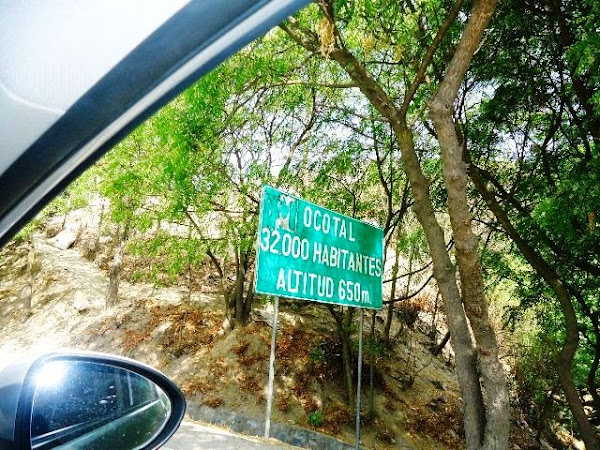 OCOTAL
32.000 HABITANTES
ALTITUD 650m.